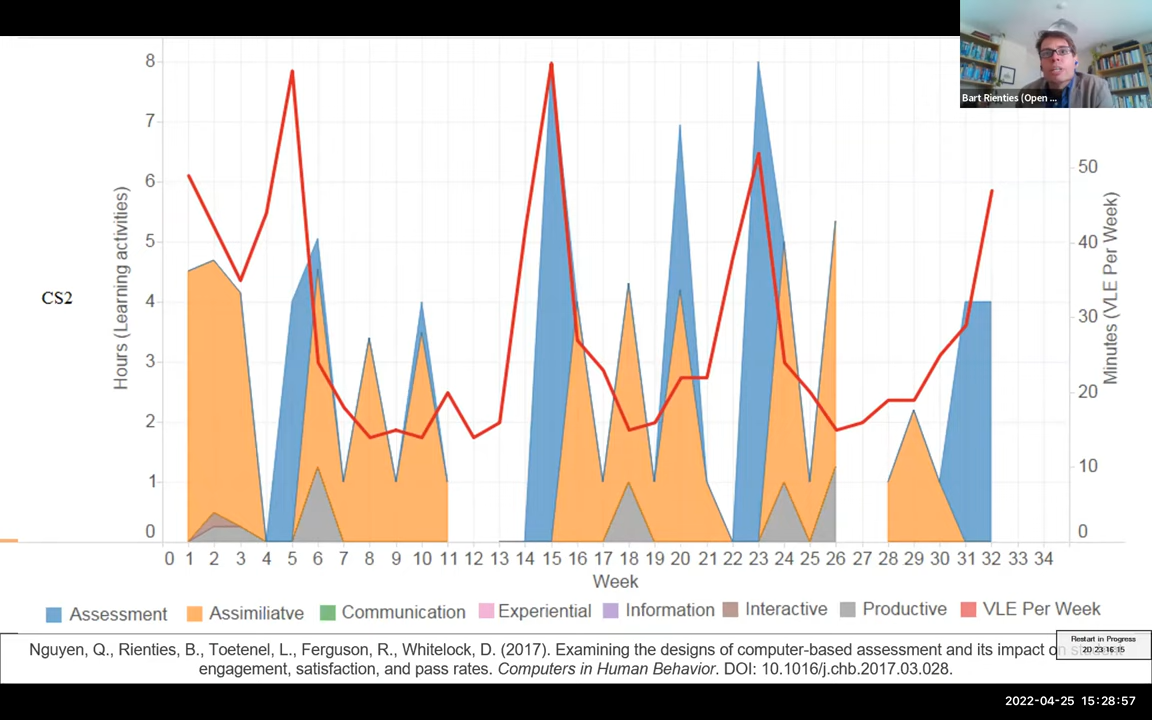 Bart Rienties (Open ...
8
7
6
5
4
3
2
1
0
Hours (Learning activities)
CS2
50
40
30
20
10
0
Minutes (VLE Per Week)
0 1 2 3 4 5 6 7 8 9 10 11 12 13 14 15 16 17 18 19 20 21 22 23 24 25 26 27 28 29 30 31 32 33 34
Week
Assessment Assimiliatve Communication Experiential Information Interactive Productive VLE Per Week
Nguyen, Q., Rienties, B., Toetenel, L., Ferguson, R., Whitelock, D. (2017). Examining the designs of computer-based assessment and its impact on
engagement, satisfaction, and pass rates. Computers in Human Behavior. DOI: 10.1016/j.chb.2017.03.028.
Restart in Progress
2022-04-25 15:28:57